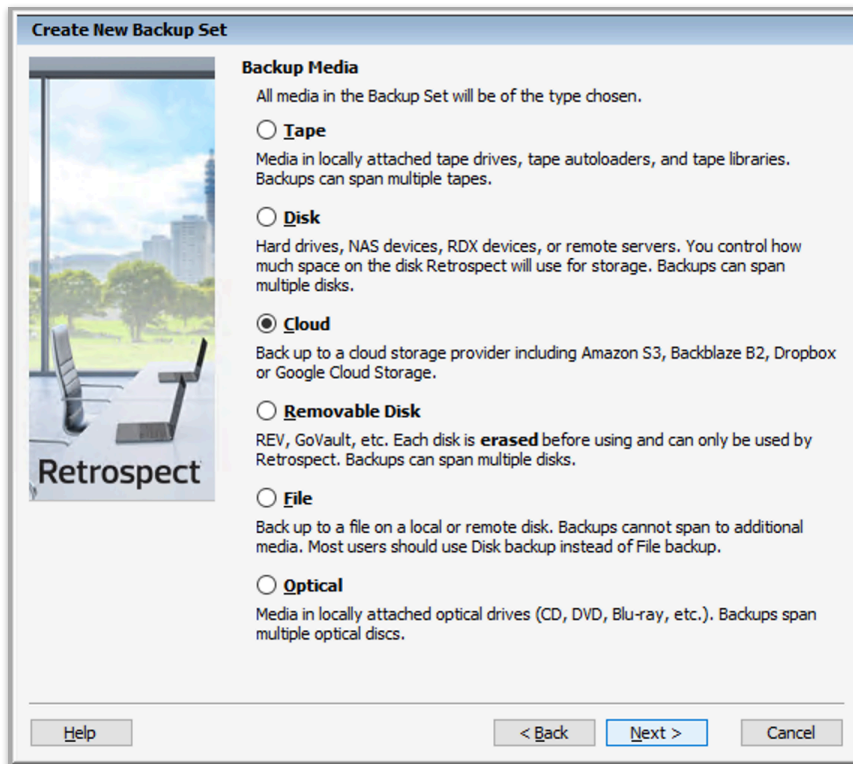 Create New Backup Set
Backup Media
All media in the Backup Set will be of the type chosen.
Tape
Media in locally attached tape drives, tape autoloaders, and tape libraries.
Backups can span multiple tapes.
Disk
Hard drives, NAS devices, RDX devices, or remote servers. You control how
much space on the disk Retrospect will use for storage. Backups can span
multiple disks.
Cloud
Back up to a cloud storage provider including Amazon S3, Backblaze B2, Dropbox
or Google Cloud Storage.
Removable Disk
REV, GoVault, etc. Each disk is erased before using and can only be used by
Retrospect. Backups can span multiple disks.
Retrospect
File
Back up to a file on a local or remote disk. Backups cannot span to additional
media. Most users should use Disk backup instead of File backup.
Optical
Media in locally attached optical drives (CD, DVD, Blu-ray, etc.). Backups span
multiple optical discs.
Help
< Back
Next >
Cancel